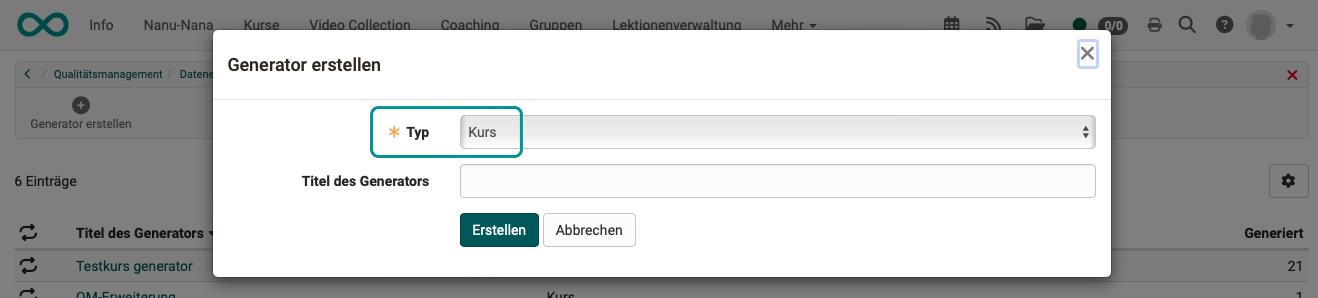 Info Nanu-Nana Kurse Video Collection Coaching Gruppen Lektionenverwaltung Mehr 0/0 ?
Generator erstellen ×
/ Qualitätsmanagement / Datene
Generator erstellen
* Typ Kurs
Titel des Generators
6 Einträge
Erstellen Abbrechen
Titel des Generators Generiert
Testkurs generator 21
QM-Erweiterung Kurs 1